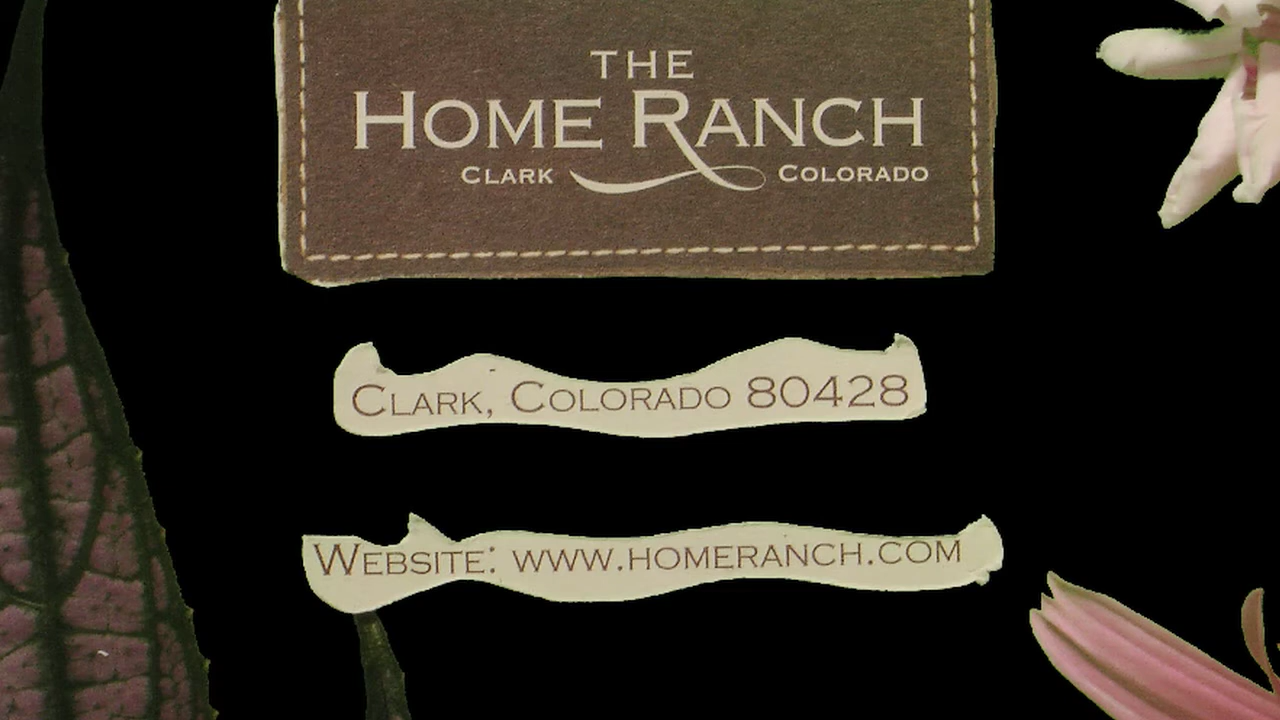 THE
HOME RANCH
CLARK COLORADO
CLARK, COLORADO 80428
WEBSITE: WWW.HOMERANCH.COM